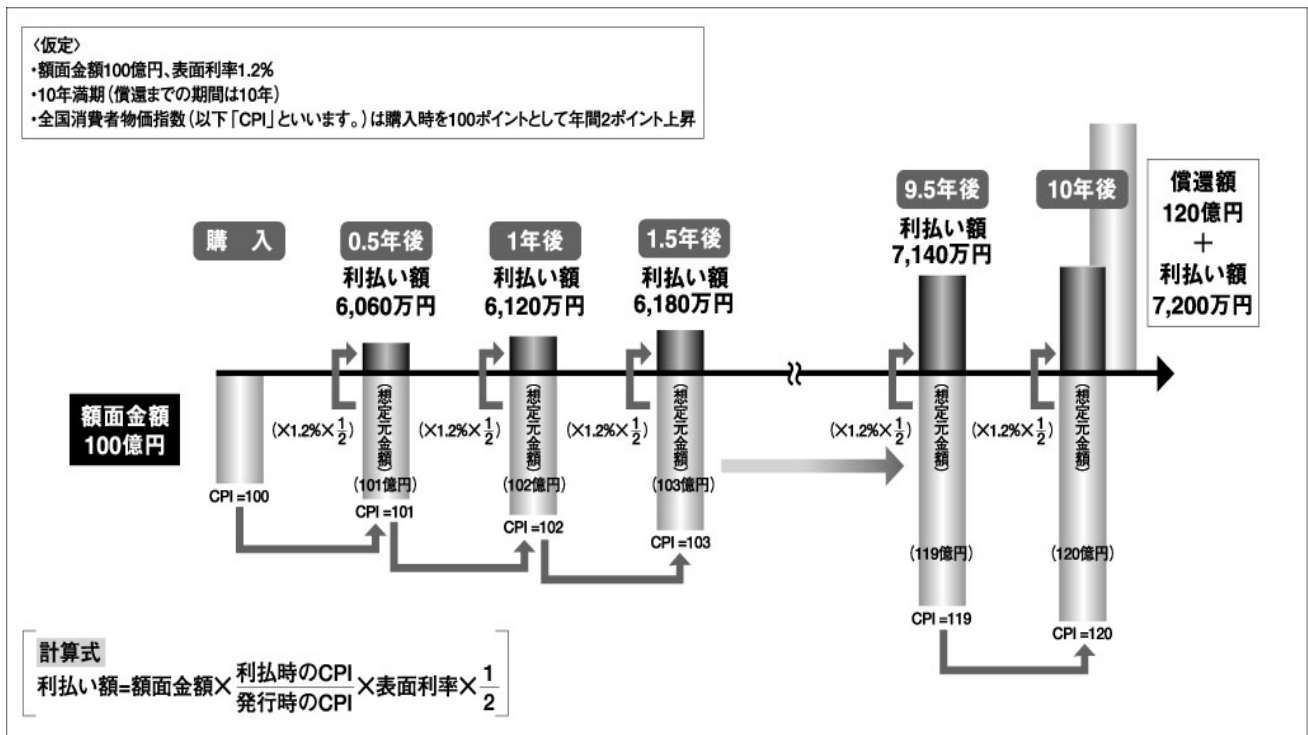 〈仮定〉
・額面金額100億円、表面利率1.2%
・10年満期(償還までの期間は10年)
・全国消費者物価指数(以下「CPI」といいます。)は購入時を100ポイントとして年間2ポイント上昇
購 入
0.5年後
利払い額
6,060万円
1年後
利払い額
6,120万円
1.5年後
利払い額
6,180万円
9.5年後
利払い額
7,140万円
10年後
償還額
120億円
+
利払い額
7,200万円
額面金額
100億円
(×1.2%×1/2)
(×1.2%×1/2)
(×1.2%×1/2)
(×1.2%×1/2)
(×1.2%×1/2)
(想定元金額)
(想定元金額)
(想定元金額)
(想定元金額)
(想定元金額)
(101億円)
(102億円)
(103億円)
(119億円)
(120億円)
CPI =100
CPI =101
CPI =102
CPI =103
CPI =119
CPI =120
計算式
利払い額=額面金額×利払時のCPI/発行時のCPI×表面利率×1/2